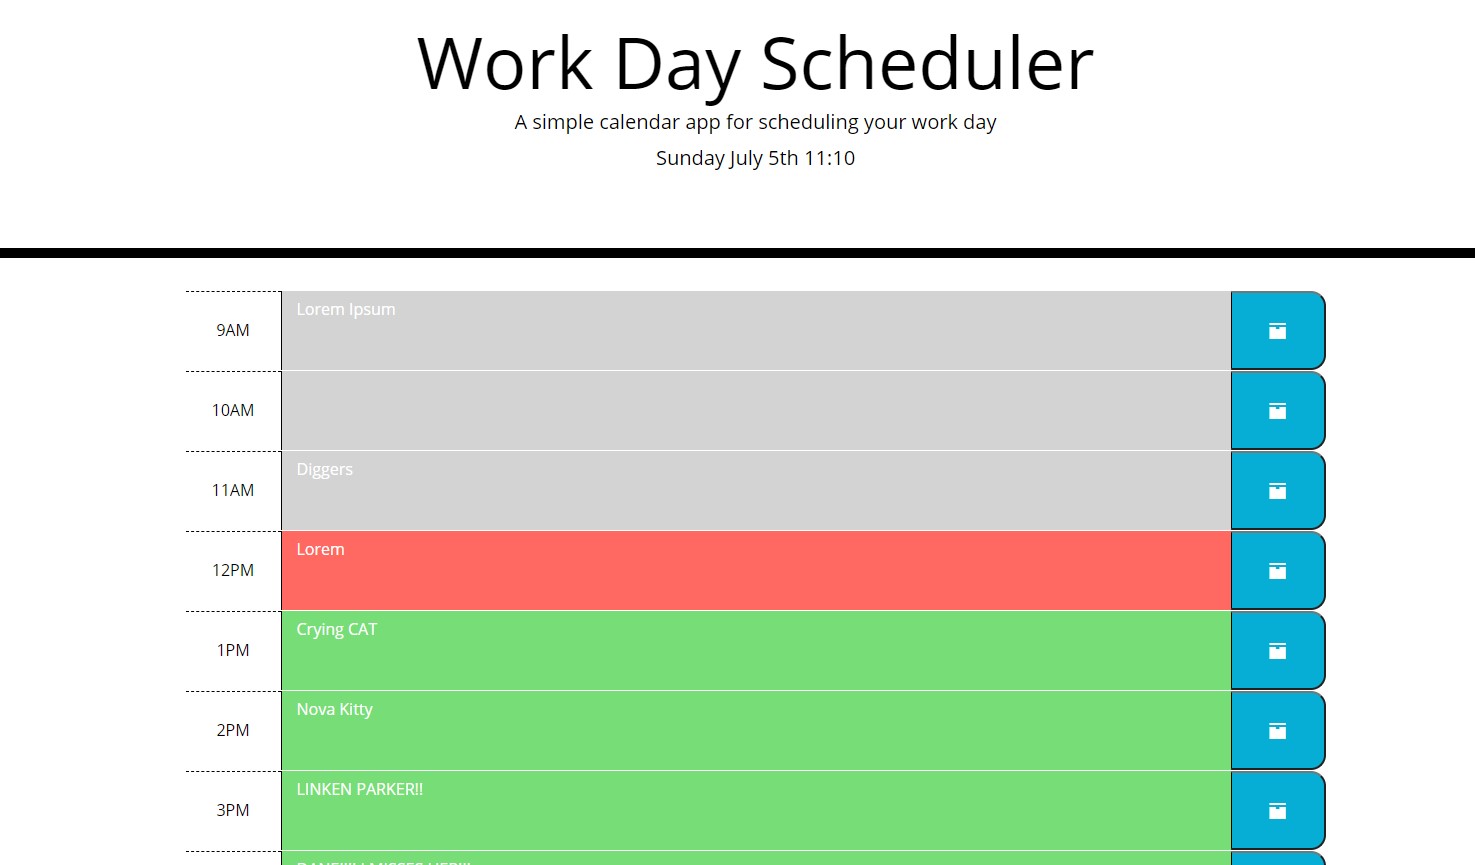 Work Day Scheduler
A simple calendar app for scheduling your work day
Sunday July 5th 11:10
9AM
Lorem Ipsum
10AM
11AM
Diggers
12PM
Lorem
1PM
Crying CAT
2PM
Nova Kitty
3PM
LINKEN PARKER!!